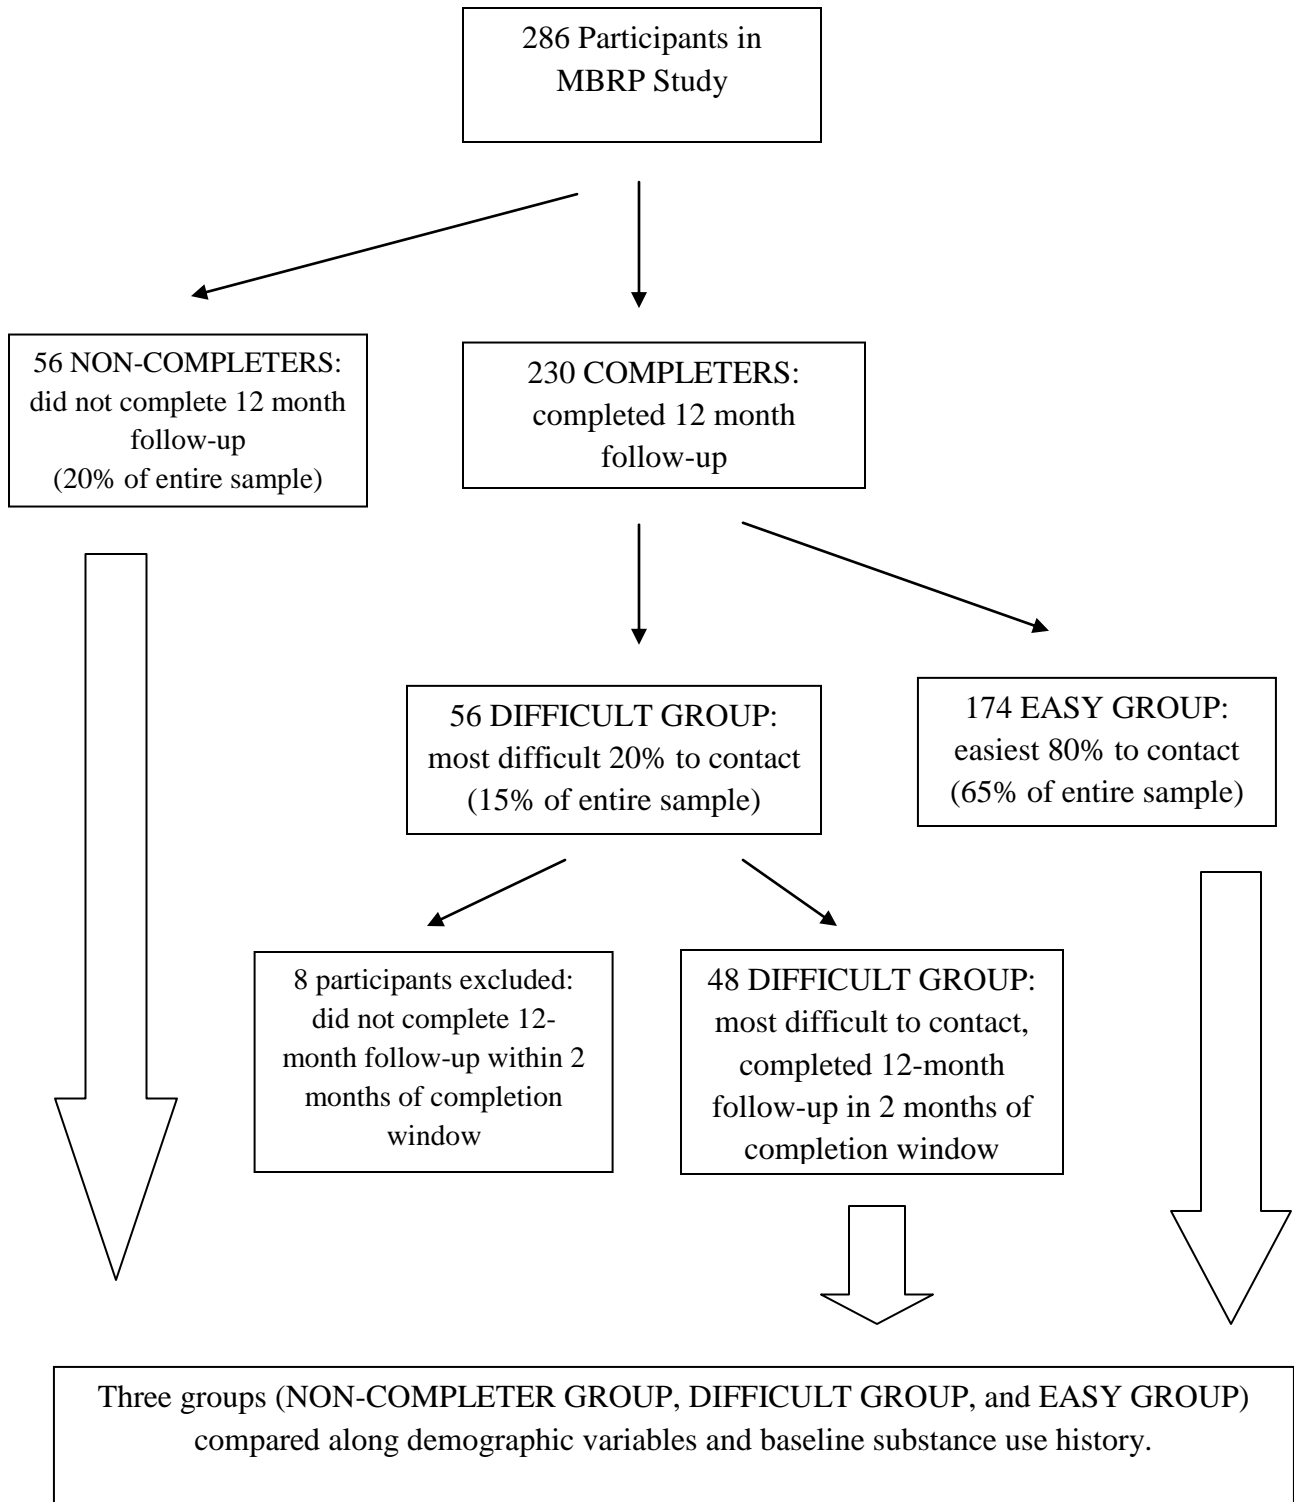 286 Participants in
MBRP Study
56 NON-COMPLETERS:
did not complete 12 month
follow-up
(20% of entire sample)
230 COMPLETERS:
completed 12 month
follow-up
56 DIFFICULT GROUP:
most difficult 20% to contact
(15% of entire sample)
174 EASY GROUP:
easiest 80% to contact
(65% of entire sample)
8 participants excluded:
did not complete 12-
month follow-up within 2
months of completion
window
48 DIFFICULT GROUP:
most difficult to contact,
completed 12-month
follow-up in 2 months of
completion window
Three groups (NON-COMPLETER GROUP, DIFFICULT GROUP, and EASY GROUP)
compared along demographic variables and baseline substance use history.